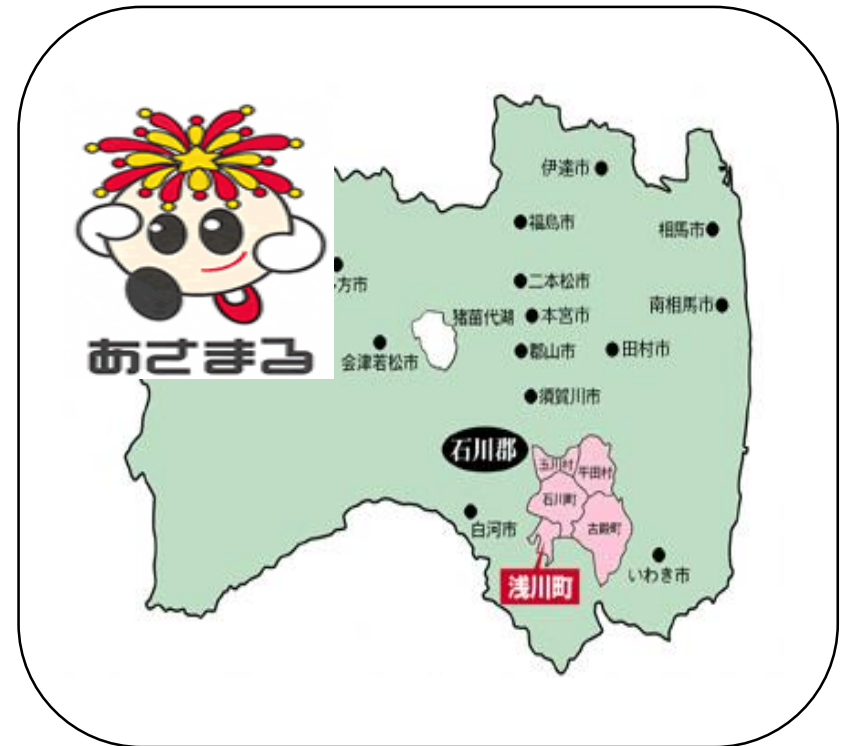 あさまる
伊達市
福島市
相馬市
方市
二本松市
南相馬市
猪苗代湖
本宮市
会津若松市
郡山市
田村市
須賀川市
石川郡
玉川村
平田村
石川町
白河市
古殿町
いわき市
浅川町